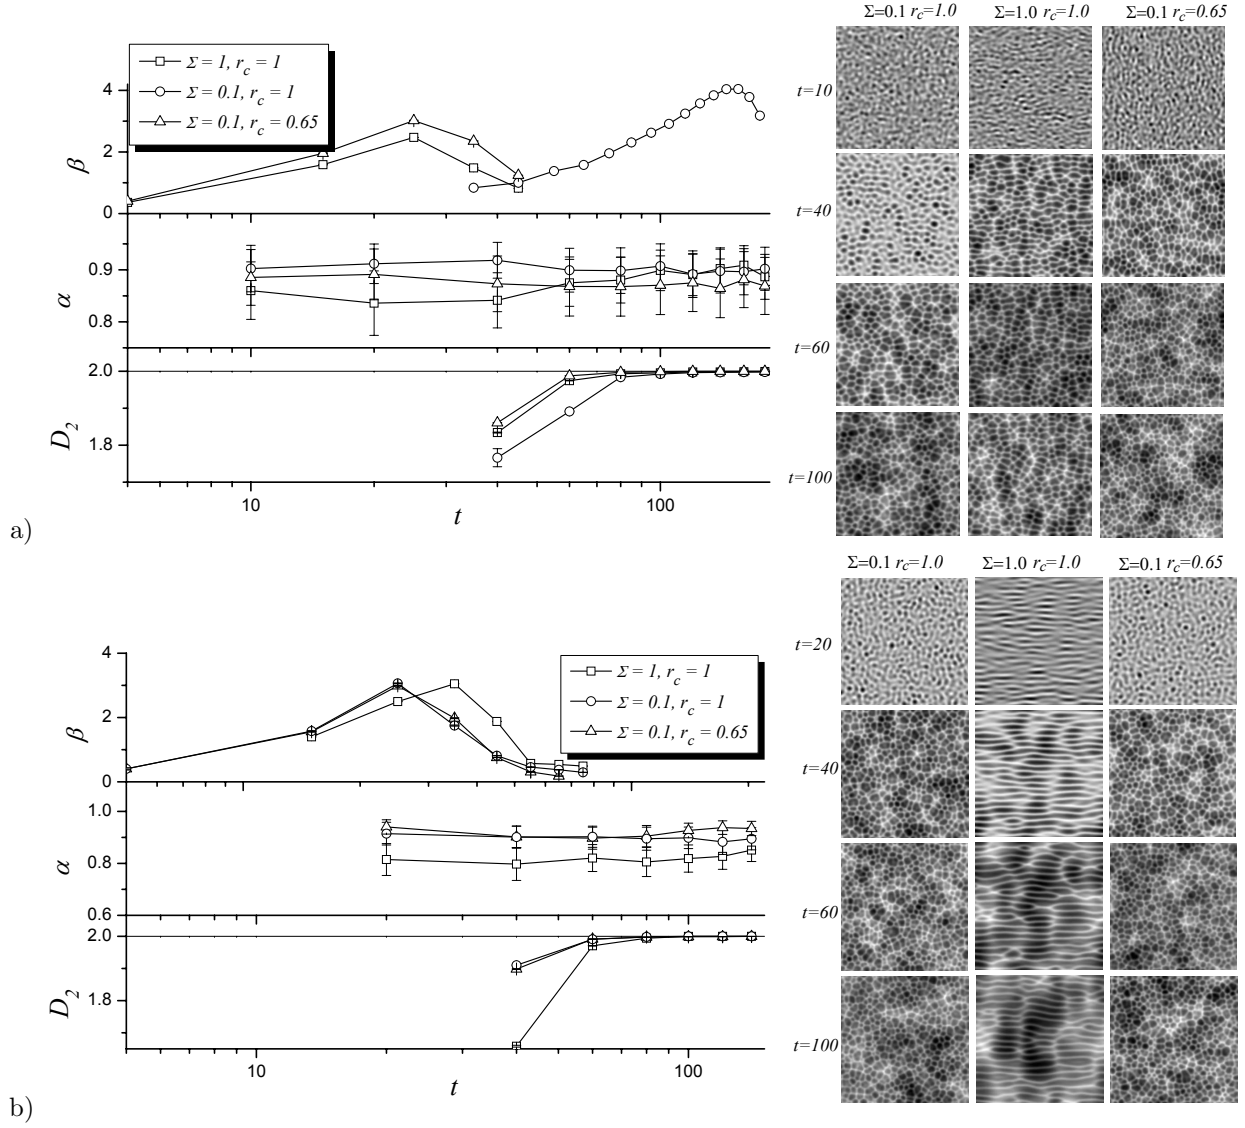 Σ=0.1 r_c=1.0 Σ=1.0 r_c=1.0 Σ=0.1 r_c=0.65
Σ = 1, r_c = 1
Σ = 0.1, r_c = 1
Σ = 0.1, r_c = 0.65
4
2
0
β
0.9
0.8
α
2.0
1.8
D_2
10 100
t
t=10
t=40
t=60
t=100
a)
Σ=0.1 r_c=1.0 Σ=1.0 r_c=1.0 Σ=0.1 r_c=0.65
Σ = 1, r_c = 1
Σ = 0.1, r_c = 1
Σ = 0.1, r_c = 0.65
4
2
0
β
1.0
0.8
0.6
α
2.0
1.8
D_2
10 100
t
t=20
t=40
t=60
t=100
b)